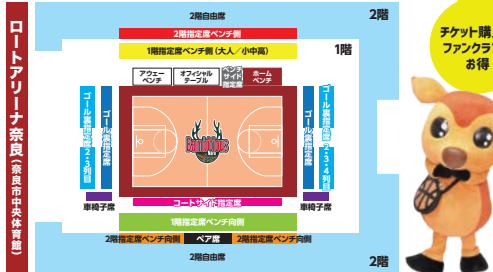 ロートアリーナ奈良(奈良市中央体育館)
2階自由席
2階
2階指定席ベンチ側
1階指定席ベンチ側(大人/小中高)
1階
アウェー
ベンチ
オフィシャル
テーブル
ベンチ
サイド
指定席
ホーム
ベンチ
ゴール裏指定席2・3列目
ゴール裏指定席
ゴール裏指定席
ゴール裏指定席2・3・4列目
車椅子席
コートサイド指定席
車椅子席
1階指定席ベンチ向側
2階指定席ベンチ向側
ペア席
2階指定席ベンチ向側
2階自由席
2階
チケット購
ファンクラ
お得